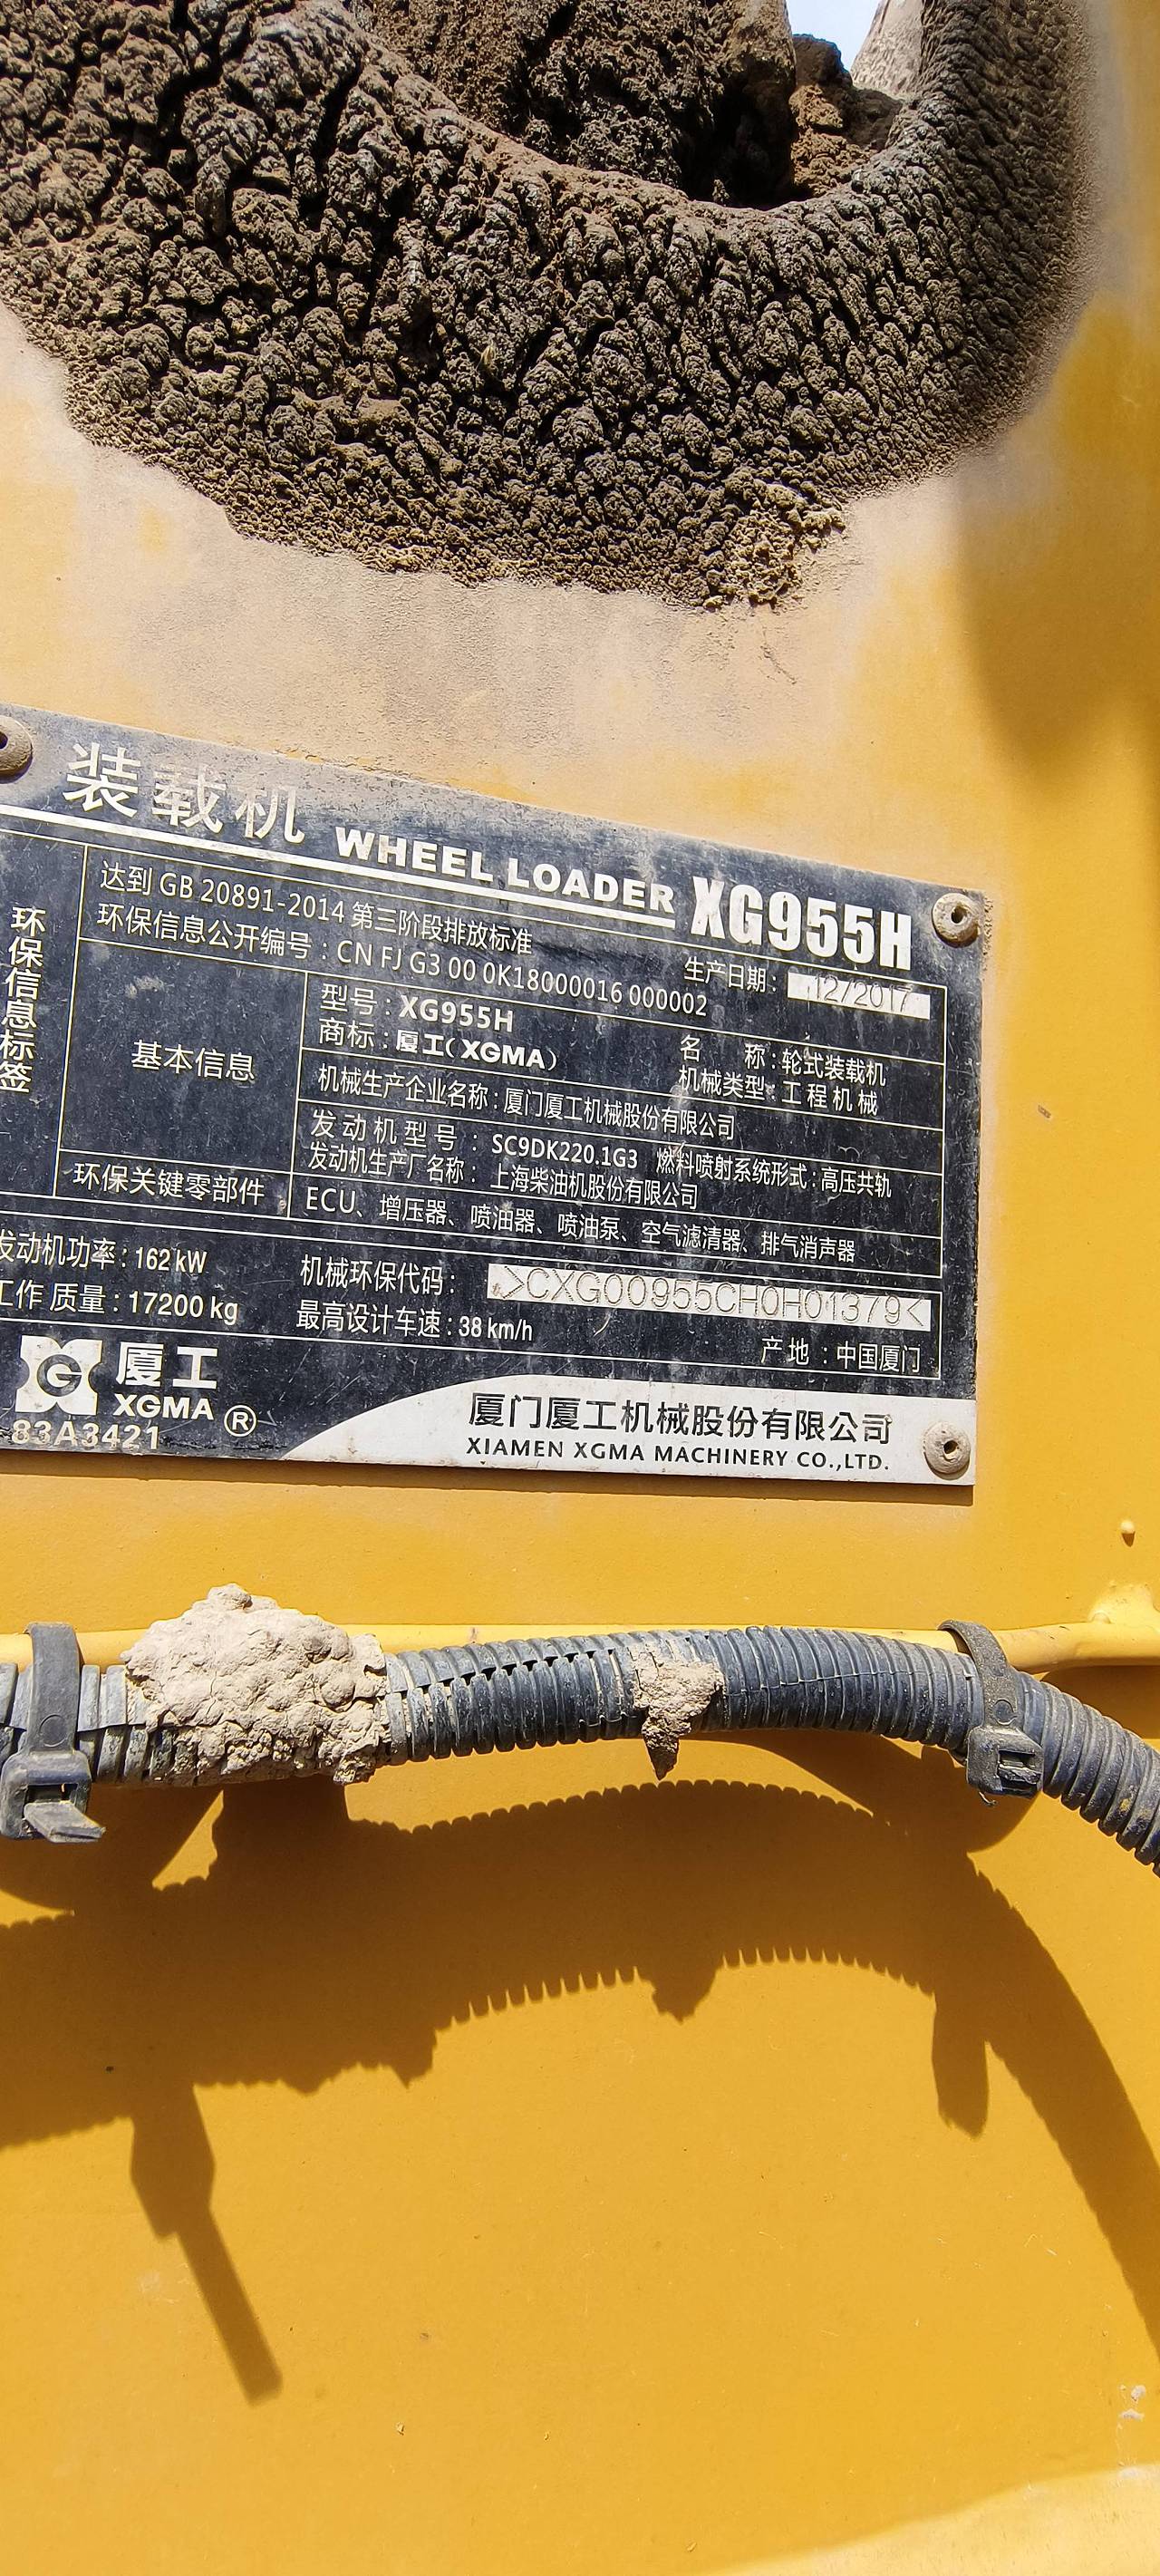 装载机 WHEEL LOADER XG955H
环保信息标签
达到 GB 20891-2014 第三阶段排放标准
环保信息公开编号：CN FJ G3 00 0K18000016 000002
生产日期：12/2017
基本信息
型号：XG955H
名 称：轮式装载机
商标：厦工(XGMA)
机械类型：工程机械
机械生产企业名称：厦门厦工机械股份有限公司
发动机型号：SC9DK220.1G3 燃料喷射系统形式：高压共轨
发动机生产厂名称：上海柴油机股份有限公司
环保关键零部件
ECU、增压器、喷油器、喷油泵、空气滤清器、排气消声器
发动机功率：162 kW
机械环保代码：>CXG00955CH0H01379<
工作质量：17200 kg
最高设计车速：38 km/h
产地：中国厦门
G 厦工
XGMA ®
83A3421
厦门厦工机械股份有限公司
XIAMEN XGMA MACHINERY CO.,LTD.